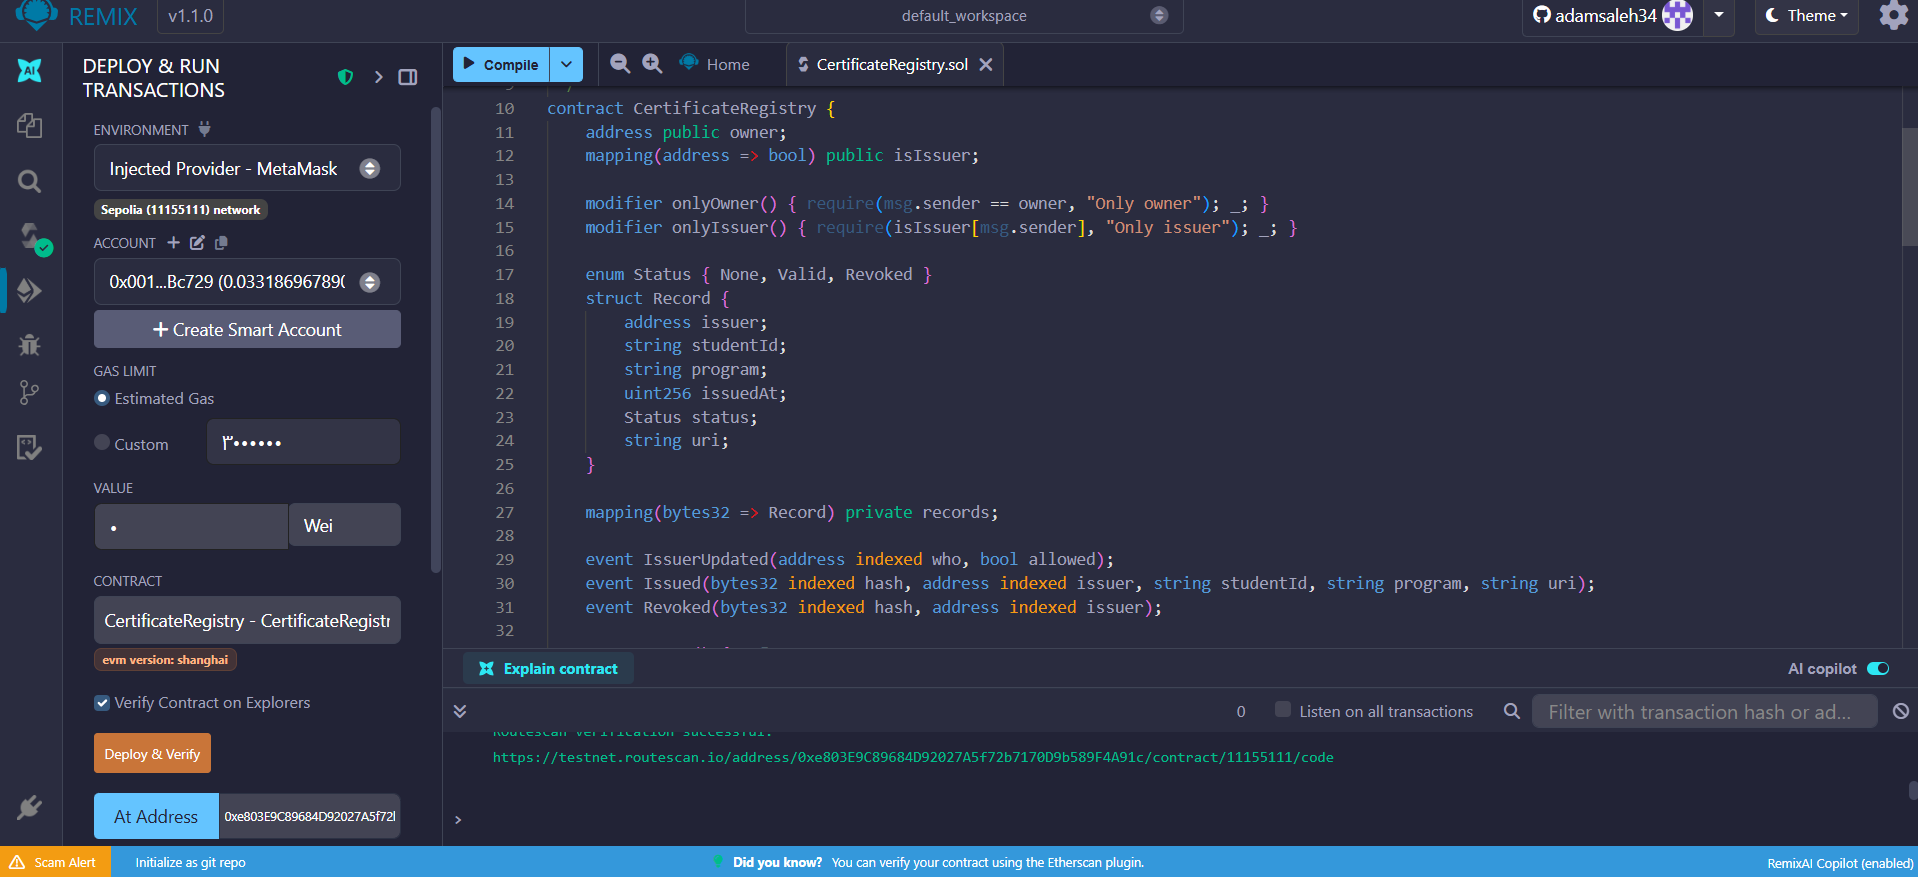 REMIX v1.1.0 default_workspace adamsaleh34 Theme
DEPLOY & RUN
TRANSACTIONS
ENVIRONMENT
Injected Provider - MetaMask
Sepolia (11155111) network
ACCOUNT
0x001...Bc729 (0.03318696789
Create Smart Account
GAS LIMIT
Estimated Gas
Custom ٣٠٠٠٠٠٠
VALUE
٠ Wei
CONTRACT
CertificateRegistry - CertificateRegistr
evm version: shanghai
Verify Contract on Explorers
Deploy & Verify
At Address 0xe803E9C89684D92027A5f72
AI
Compile Home CertificateRegistry.sol
10 contract CertificateRegistry {
11 address public owner;
12 mapping(address => bool) public isIssuer;
13
14 modifier onlyOwner() { require(msg.sender == owner, "Only owner"); _; }
15 modifier onlyIssuer() { require(isIssuer[msg.sender], "Only issuer"); _; }
16
17 enum Status { None, Valid, Revoked }
18 struct Record {
19 address issuer;
20 string studentId;
21 string program;
22 uint256 issuedAt;
23 Status status;
24 string uri;
25 }
26
27 mapping(bytes32 => Record) private records;
28
29 event IssuerUpdated(address indexed who, bool allowed);
30 event Issued(bytes32 indexed hash, address indexed issuer, string studentId, string program, string uri);
31 event Revoked(bytes32 indexed hash, address indexed issuer);
32
Explain contract AI copilot
0 Listen on all transactions Filter with transaction hash or ad...
Routescan verification successful.
https://testnet.routescan.io/address/0xe803E9C89684D92027A5f72b7170D9b589F4A91c/contract/11155111/code
>
Scam Alert Initialize as git repo Did you know? You can verify your contract using the Etherscan plugin. RemixAI Copilot (enabled)